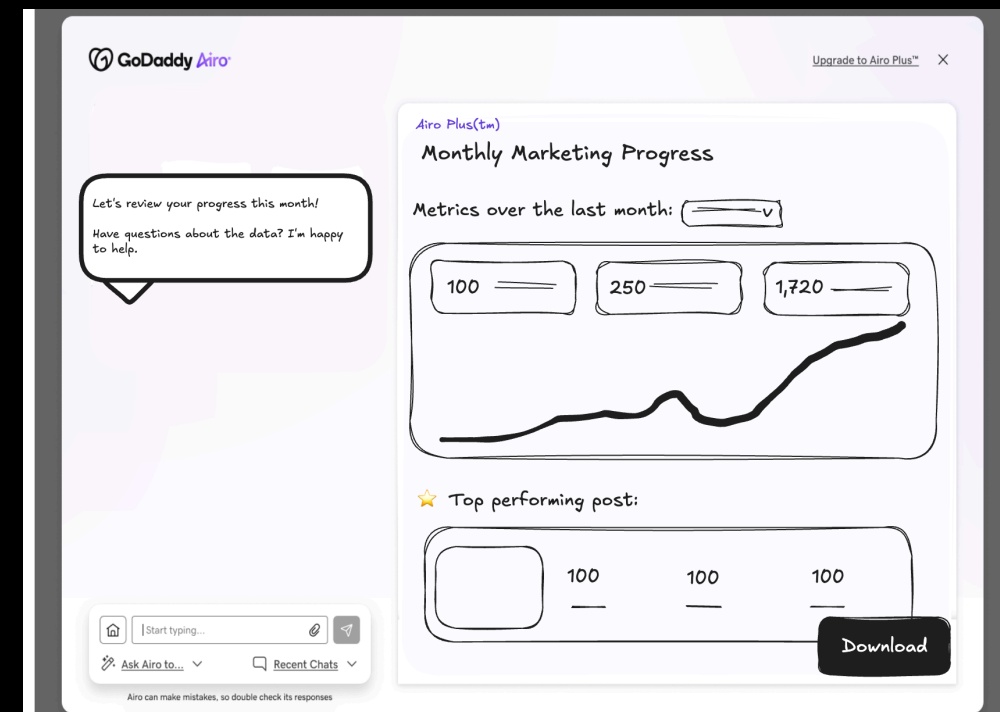 GoDaddy Airo
Upgrade to Airo Plus™
Let's review your progress this month!
Have questions about the data? I'm happy
to help.
Airo Plus(tm)
Monthly Marketing Progress
Metrics over the last month:
100
250
1,720
Top performing post:
100
100
100
Download
Start typing...
Ask Airo to...
Recent Chats
Airo can make mistakes, so double check its responses